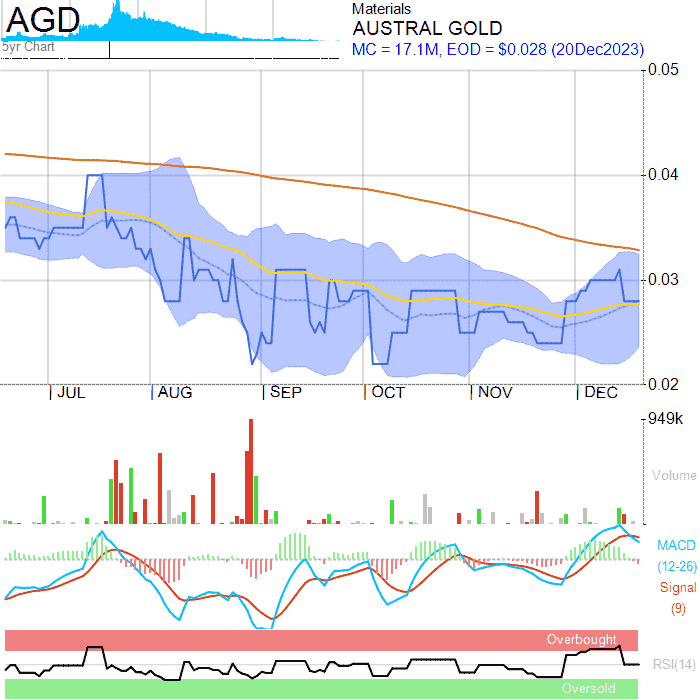 AGD
5yr Chart
Materials
AUSTRAL GOLD
MC = 17.1M, EOD = $0.028 (20Dec2023)
0.05
0.04
0.03
0.02
JUL
AUG
SEP
OCT
NOV
DEC
949k
Volume
MACD
(12-26)
Signal
(9)
Overbought
RSI(14)
Oversold